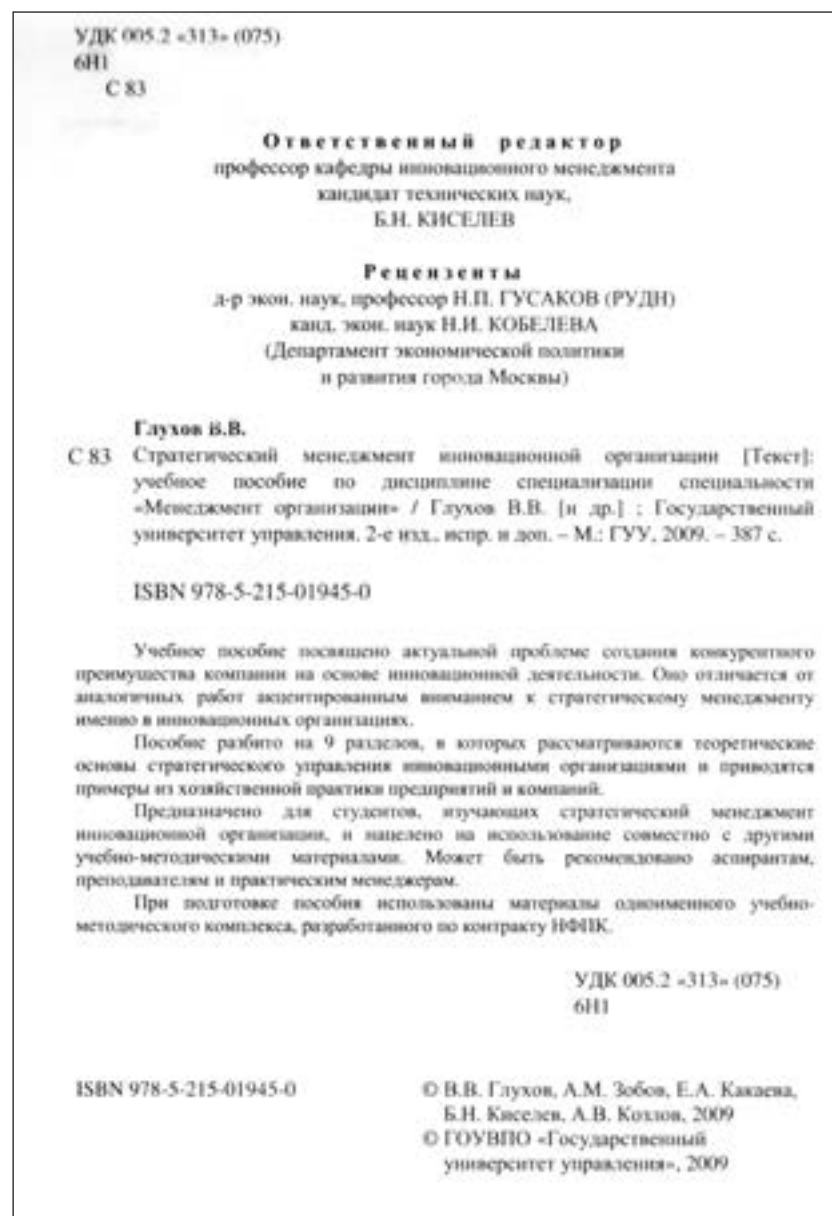 УДК 005.2 «313» (075)
6Н1
С 83
Ответственный редактор
профессор кафедры инновационного менеджмента
кандидат технических наук,
Б.Н. КИСЕЛЕВ
Рецензенты
д-р экон. наук, профессор Н.П. ГУСАКОВ (РУДН)
канд. экон. наук Н.И. КОБЕЛЕВА
(Департамент экономической политики
и развития города Москвы)
Глухов В.В.
С 83 Стратегический менеджмент инновационной организации [Текст]:
учебное пособие по дисциплине специализации специальности
«Менеджмент организации» / Глухов В.В. [и др.] ; Государственный
университет управления. 2-е изд., испр. и доп. – М.: ГУУ, 2009. – 387 с.
ISBN 978-5-215-01945-0
Учебное пособие посвящено актуальной проблеме создания конкурентного
преимущества компании на основе инновационной деятельности. Оно отличается от
аналогичных работ акцентированным вниманием к стратегическому менеджменту
именно в инновационных организациях.
Пособие разбито на 9 разделов, в которых рассматриваются теоретические
основы стратегического управления инновационными организациями и приводятся
примеры из хозяйственной практики предприятий и компаний.
Предназначено для студентов, изучающих стратегический менеджмент
инновационной организации, и нацелено на использование совместно с другими
учебно-методическими материалами. Может быть рекомендовано аспирантам,
преподавателям и практическим менеджерам.
При подготовке пособия использованы материалы одноименного учебно-
методического комплекса, разработанного по контракту НФПК.
УДК 005.2 «313» (075)
6Н1
ISBN 978-5-215-01945-0
© В.В. Глухов, А.М. Зобов, Е.А. Какаева,
Б.Н. Киселев, А.В. Козлов, 2009
© ГОУВПО «Государственный
университет управления», 2009